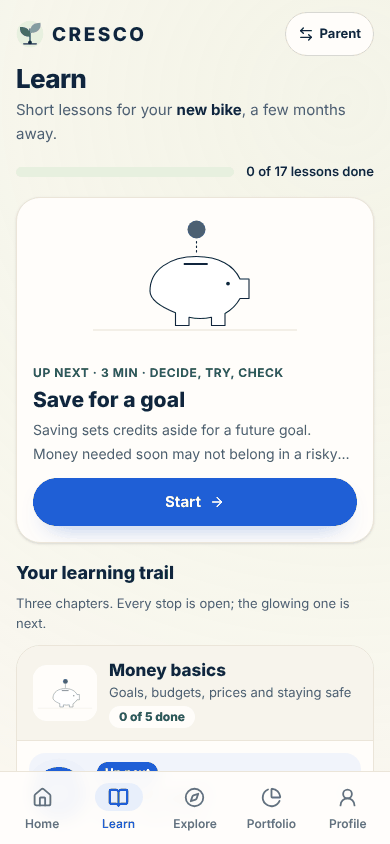 CRESCO
Parent
Learn
Short lessons for your new bike, a few months
away.
0 of 17 lessons done
UP NEXT · 3 MIN · DECIDE, TRY, CHECK
Save for a goal
Saving sets credits aside for a future goal.
Money needed soon may not belong in a risky...
Start →
Your learning trail
Three chapters. Every stop is open; the glowing one is
next.
Money basics
Goals, budgets, prices and staying safe
0 of 5 done
Home
Learn
Explore
Portfolio
Profile